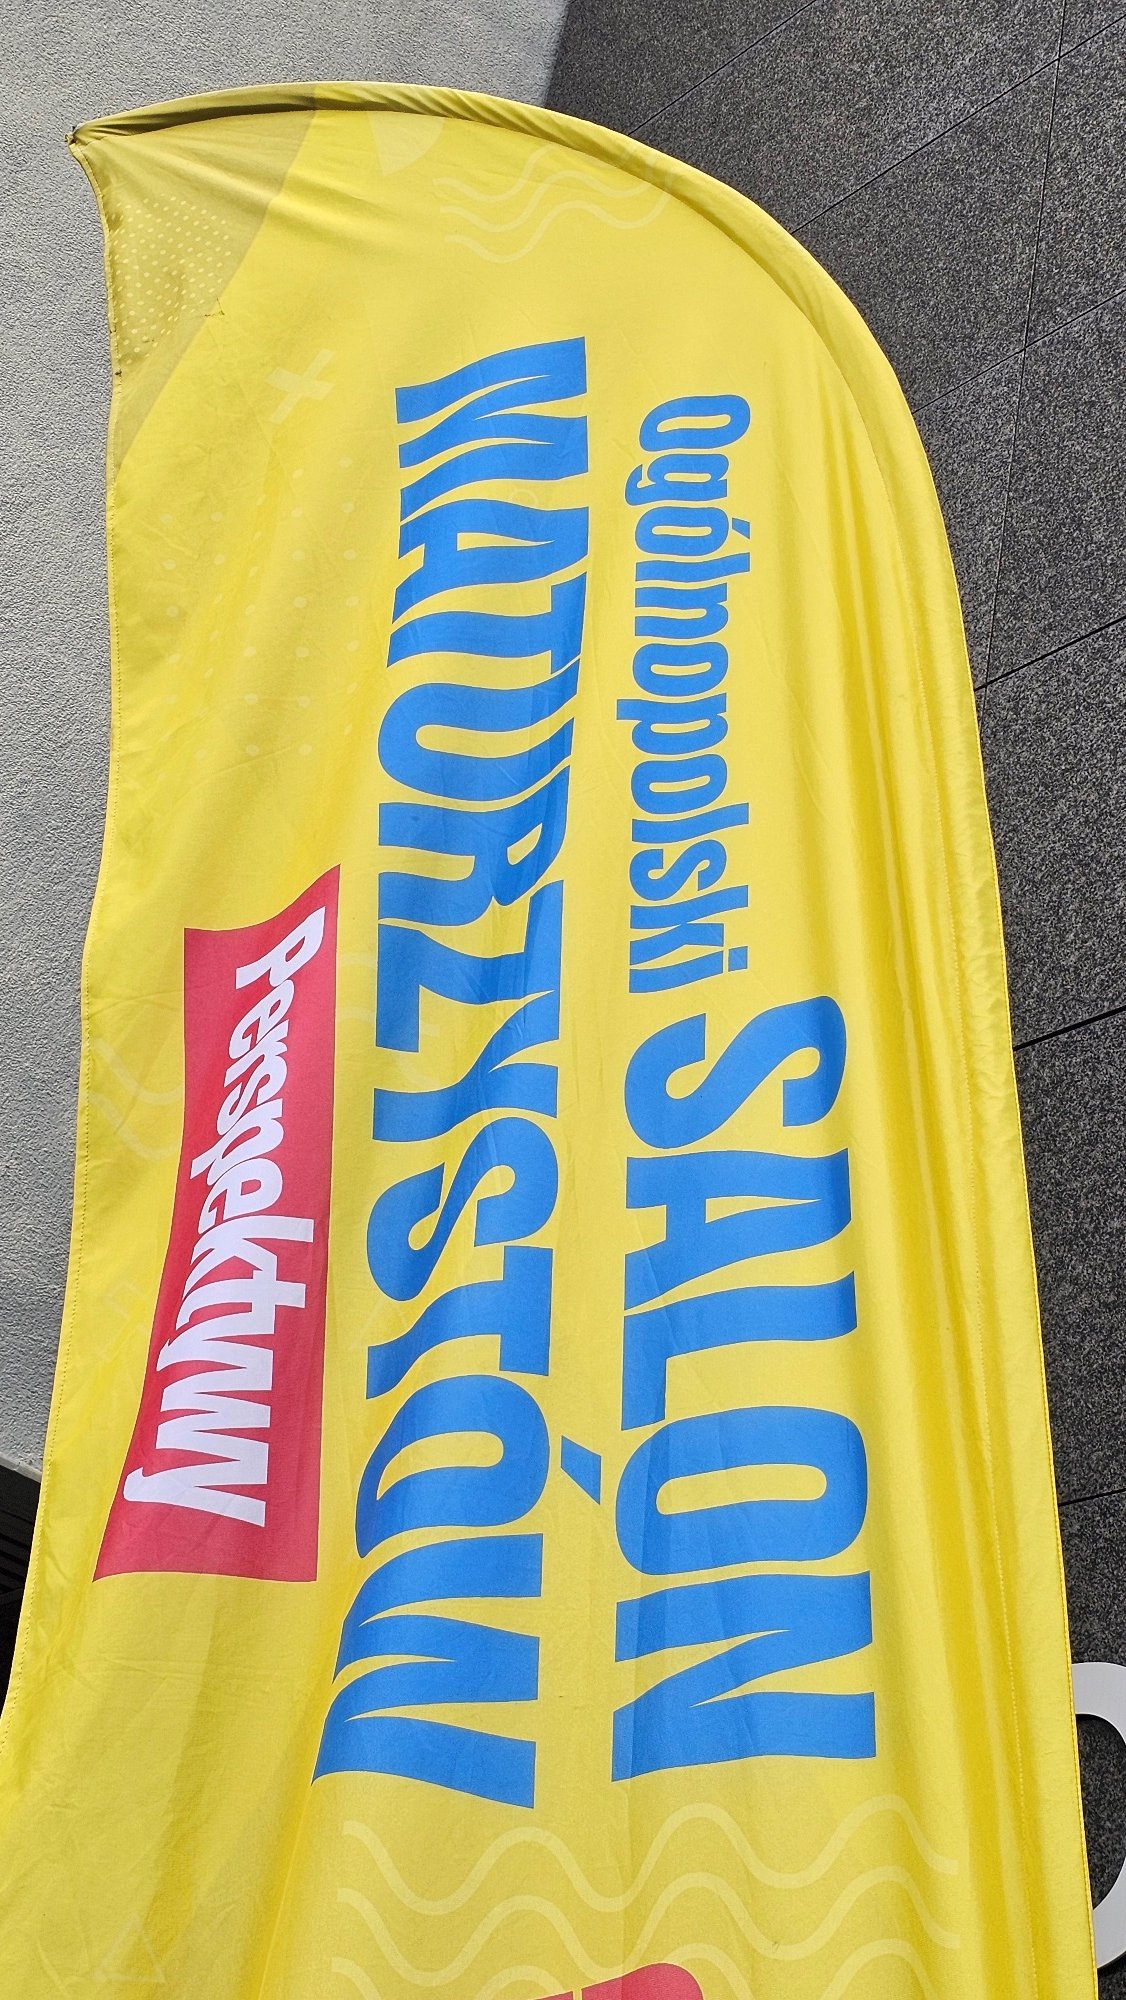 Ogólnopolski SALON
MATURZYSTÓW
Perspektywy